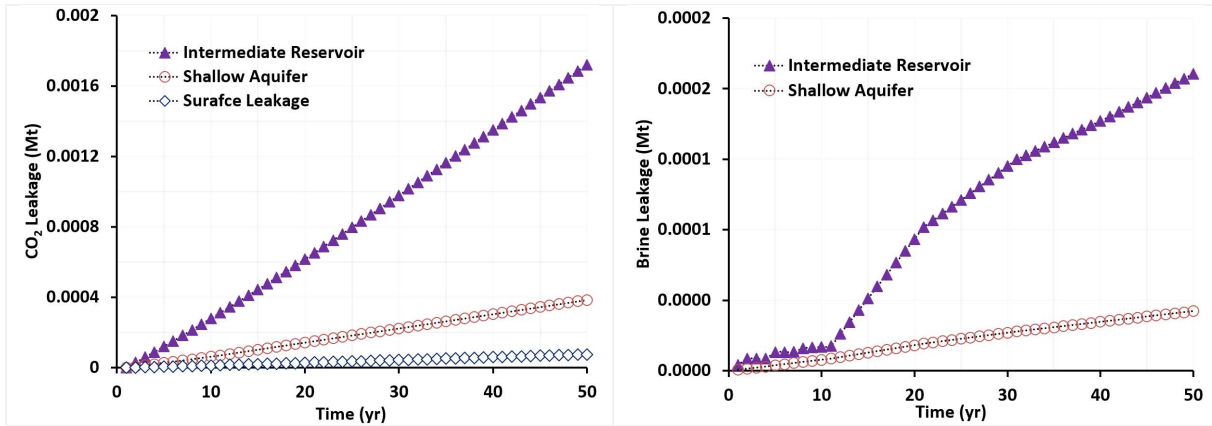 0.002
0.0016
0.0012
0.0008
0.0004
0
CO₂ Leakage (Mt)
Intermediate Reservoir
Shallow Aquifer
Surafce Leakage
0 10 20 30 40 50
Time (yr)
0.0002
0.0002
0.0001
0.0001
0.0000
0.0000
Brine Leakage (Mt)
Intermediate Reservoir
Shallow Aquifer
0 10 20 30 40 50
Time (yr)